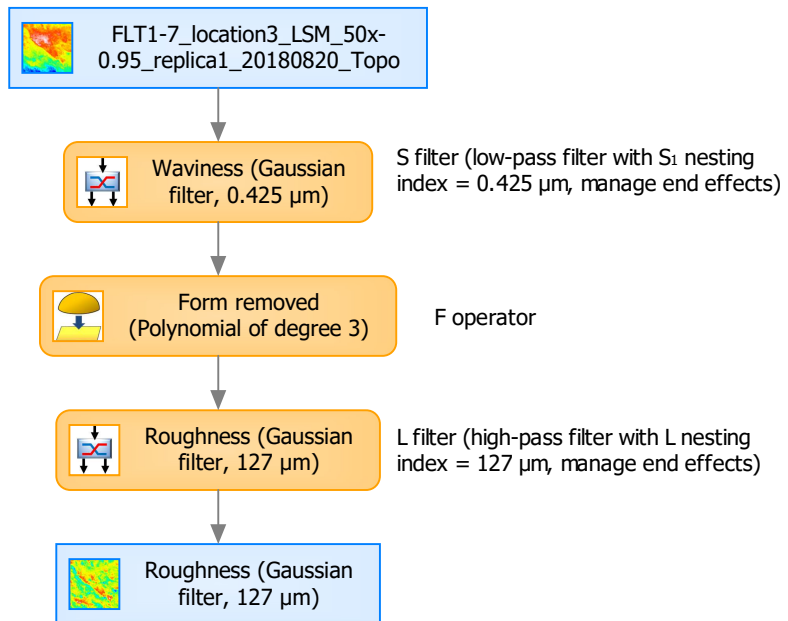 FLT1-7_location3_LSM_50x-
0.95_replica1_20180820_Topo
Waviness (Gaussian
filter, 0.425 µm)
S filter (low-pass filter with S₁ nesting
index = 0.425 µm, manage end effects)
Form removed
(Polynomial of degree 3)
F operator
Roughness (Gaussian
filter, 127 µm)
L filter (high-pass filter with L nesting
index = 127 µm, manage end effects)
Roughness (Gaussian
filter, 127 µm)